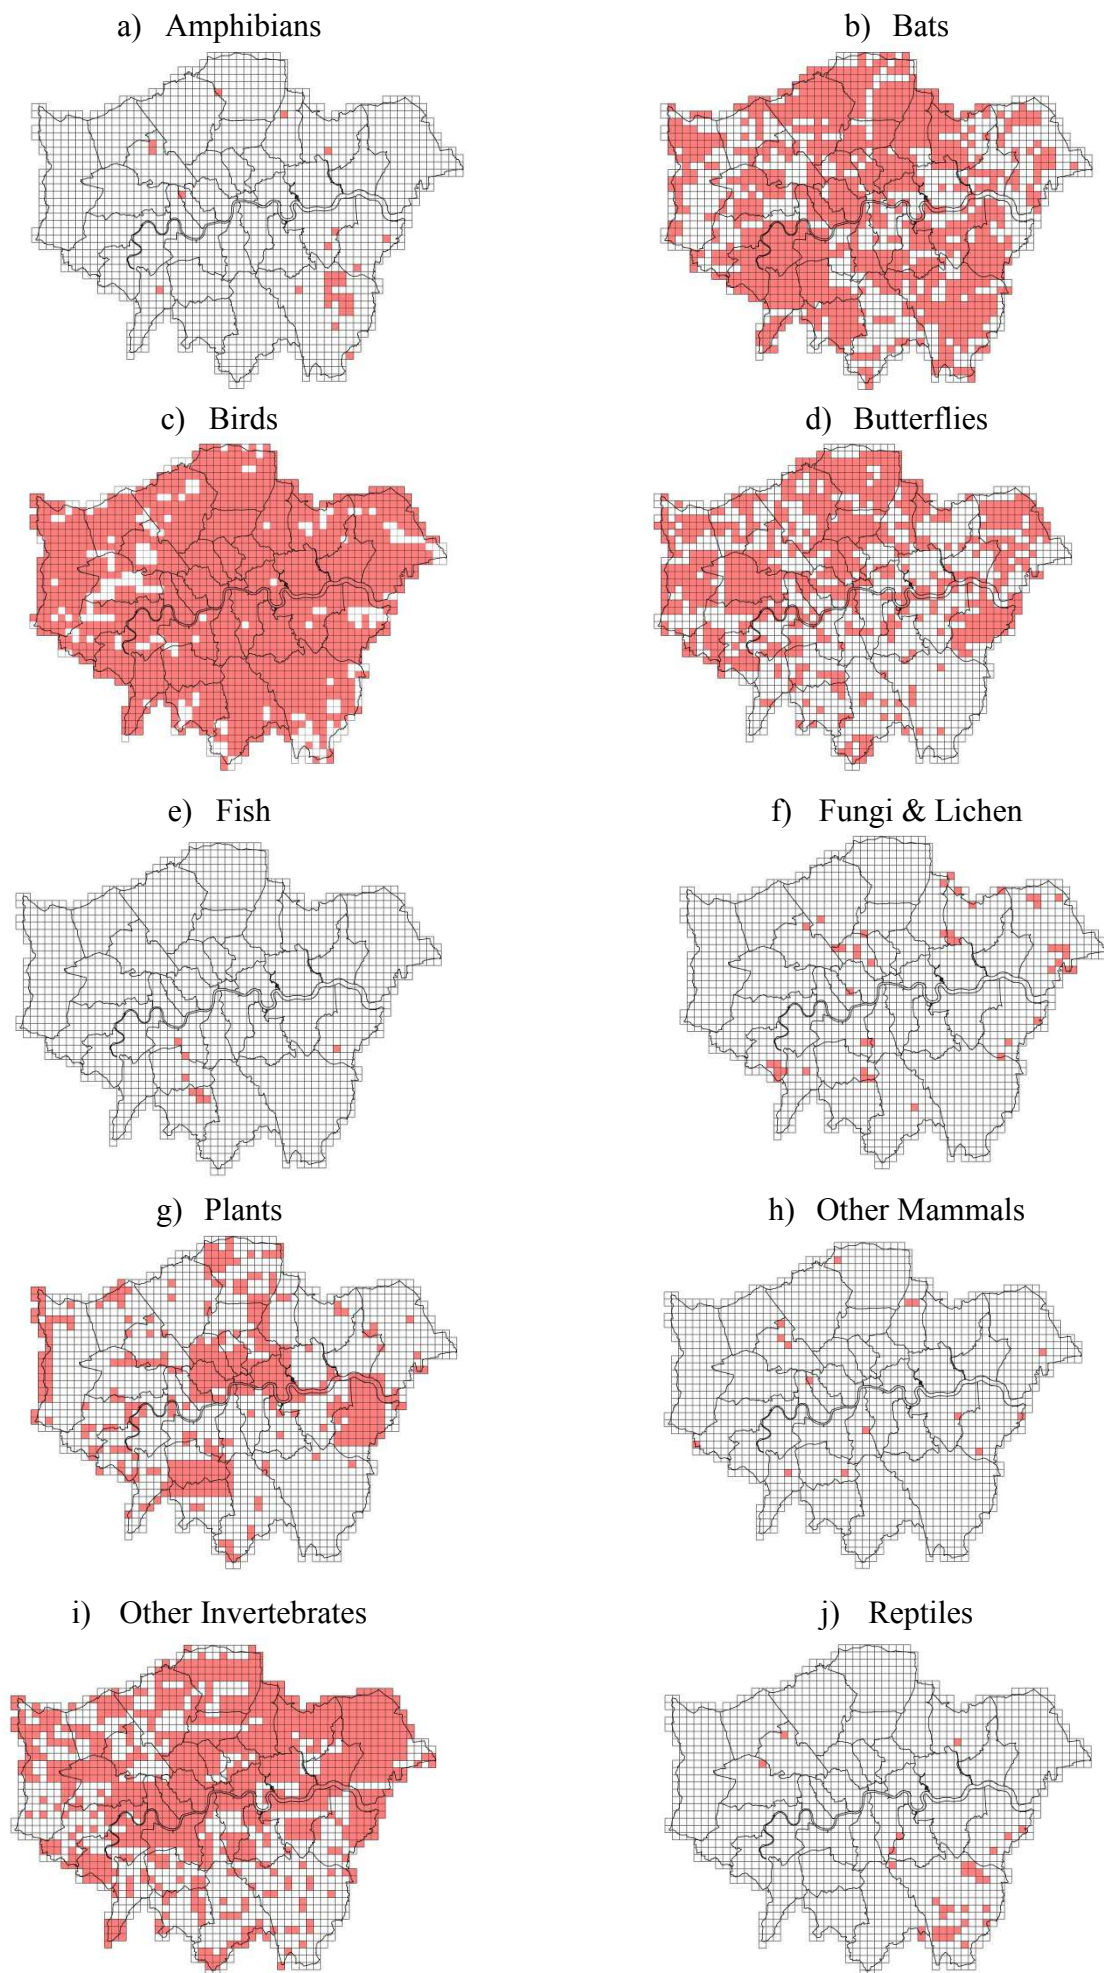 a) Amphibians
b) Bats
c) Birds
d) Butterflies
e) Fish
f) Fungi & Lichen
g) Plants
h) Other Mammals
i) Other Invertebrates
j) Reptiles